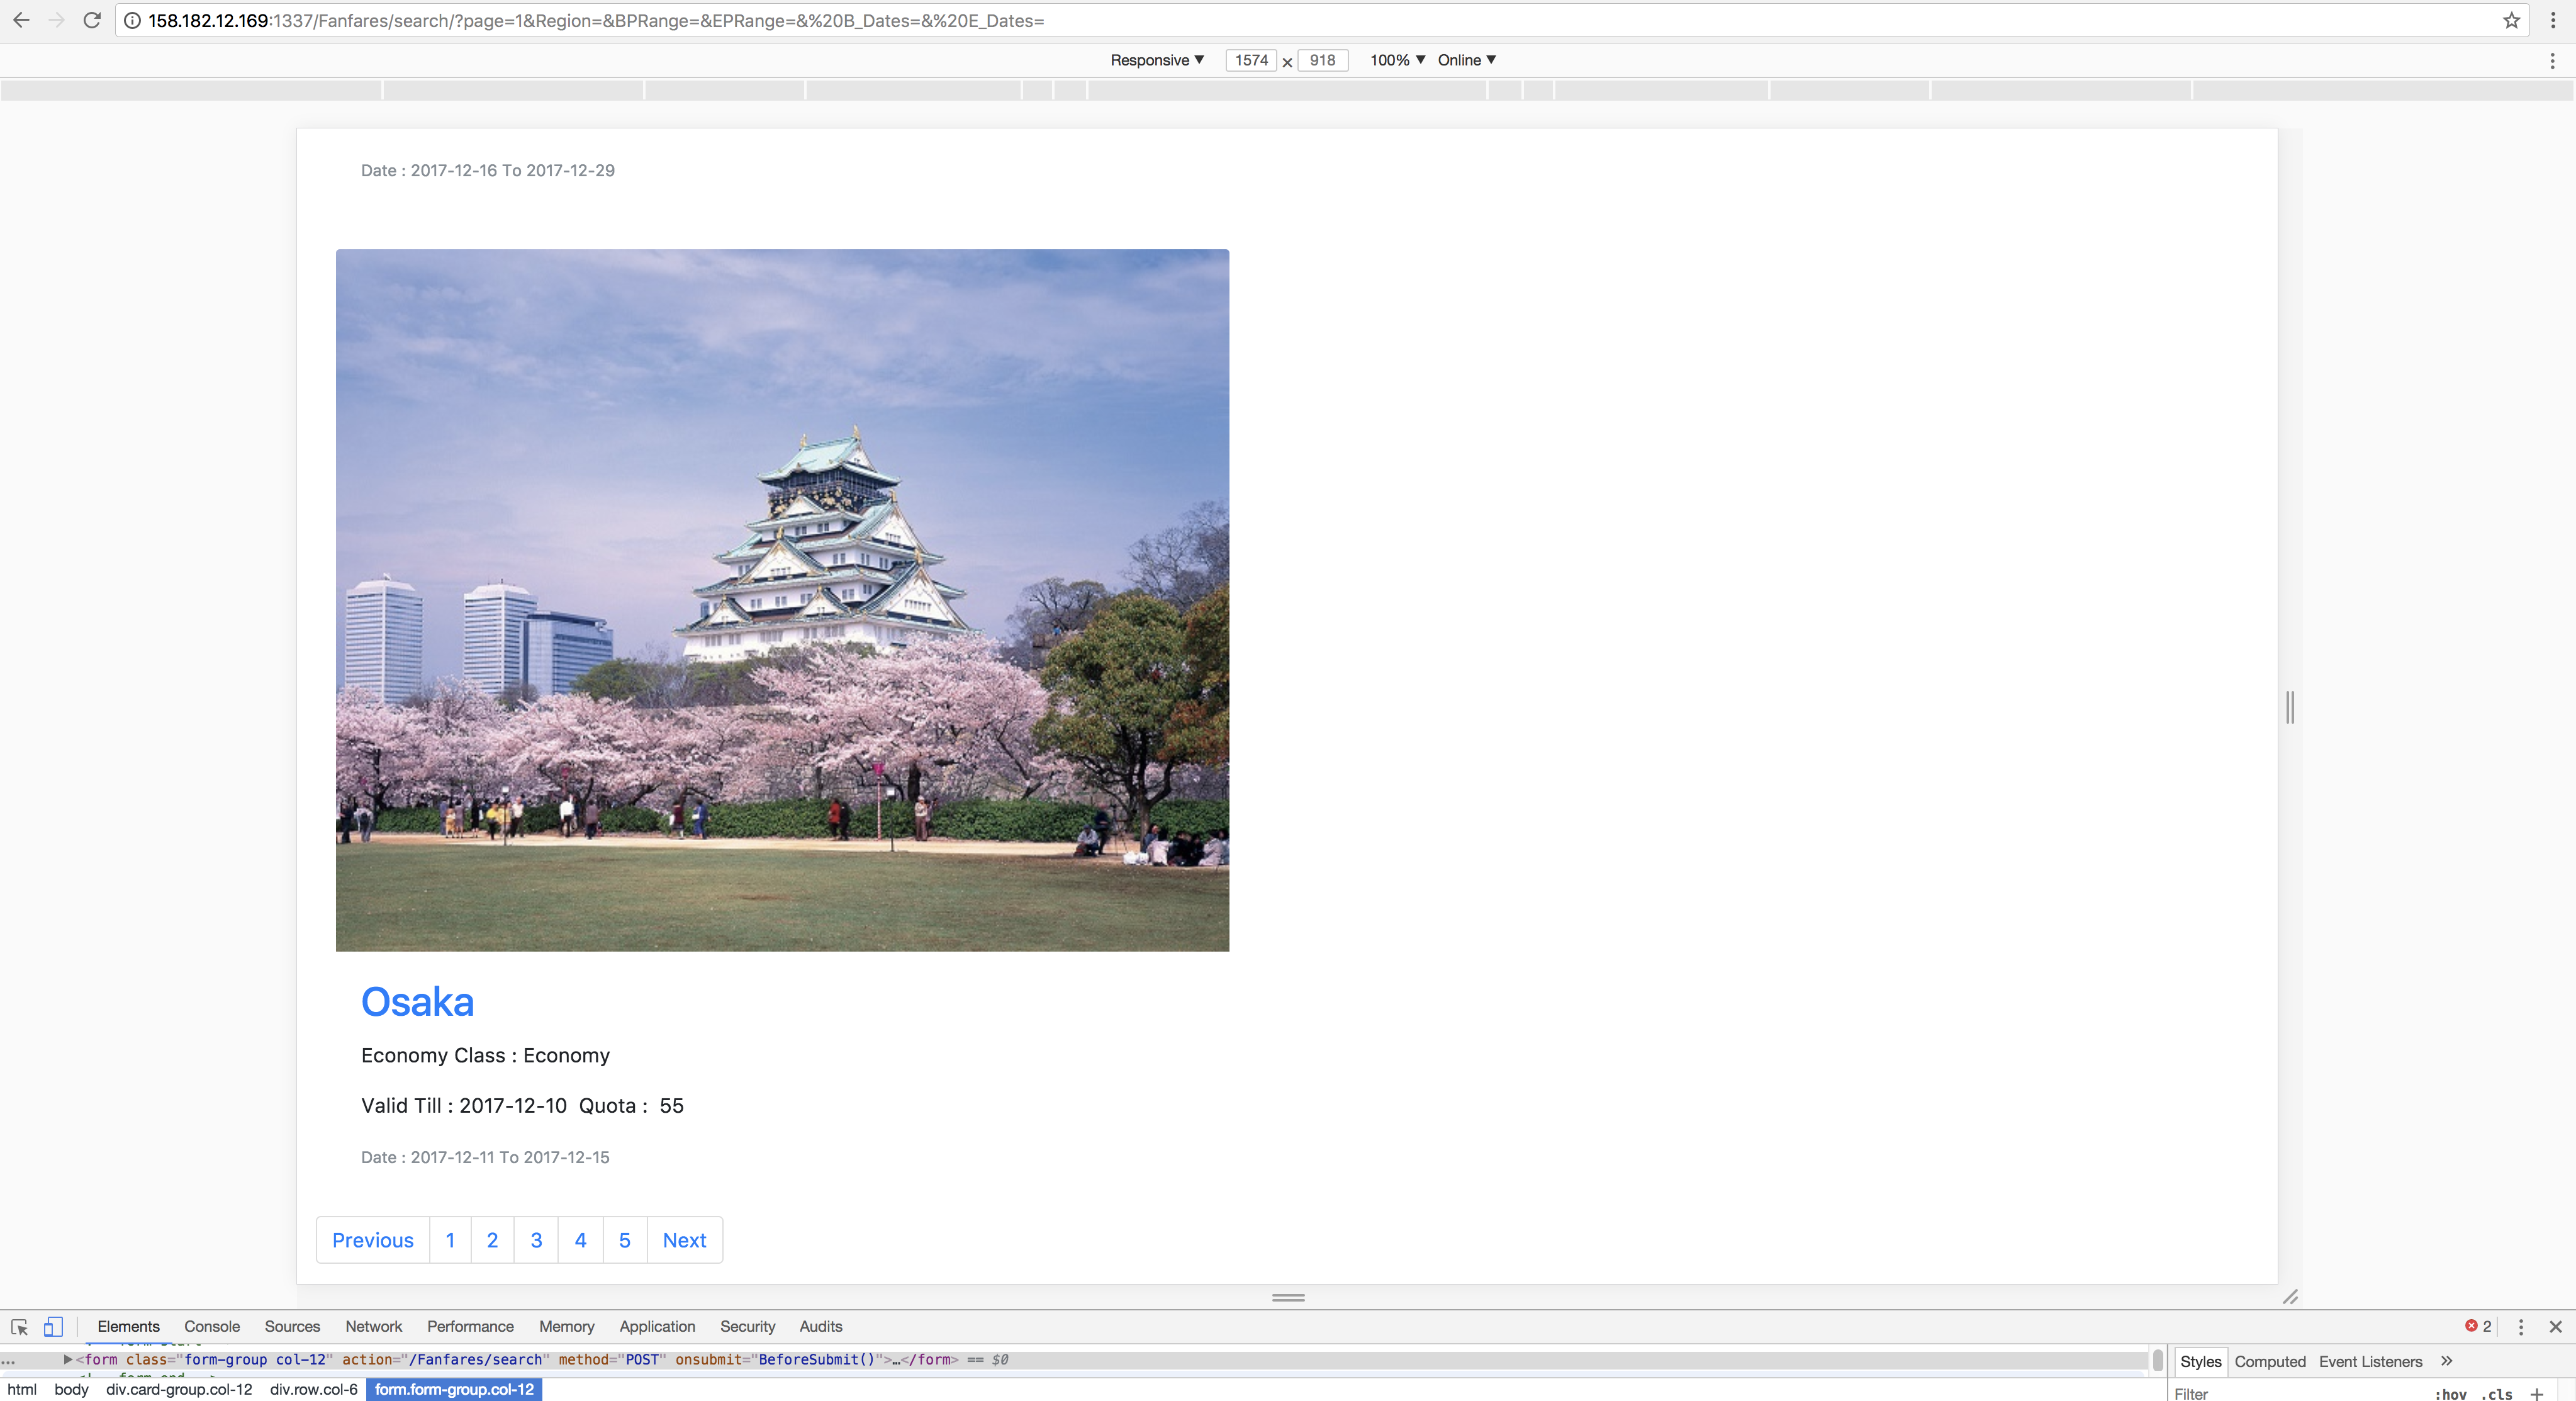 158.182.12.169:1337/Fanfares/search/?page=1&Region=&BPRange=&EPRange=&%20B_Dates=&%20E_Dates=
Responsive ▼ 1574 × 918 100% ▼ Online ▼
Date : 2017-12-16 To 2017-12-29
Osaka
Economy Class : Economy
Valid Till : 2017-12-10 Quota : 55
Date : 2017-12-11 To 2017-12-15
Previous 1 2 3 4 5 Next
Elements Console Sources Network Performance Memory Application Security Audits 2
... ▶<form class="form-group col-12" action="/Fanfares/search" method="POST" onsubmit="BeforeSubmit()">…</form> == $0
Styles Computed Event Listeners »
html body div.card-group.col-12 div.row.col-6 form.form-group.col-12
Filter :hov .cls +